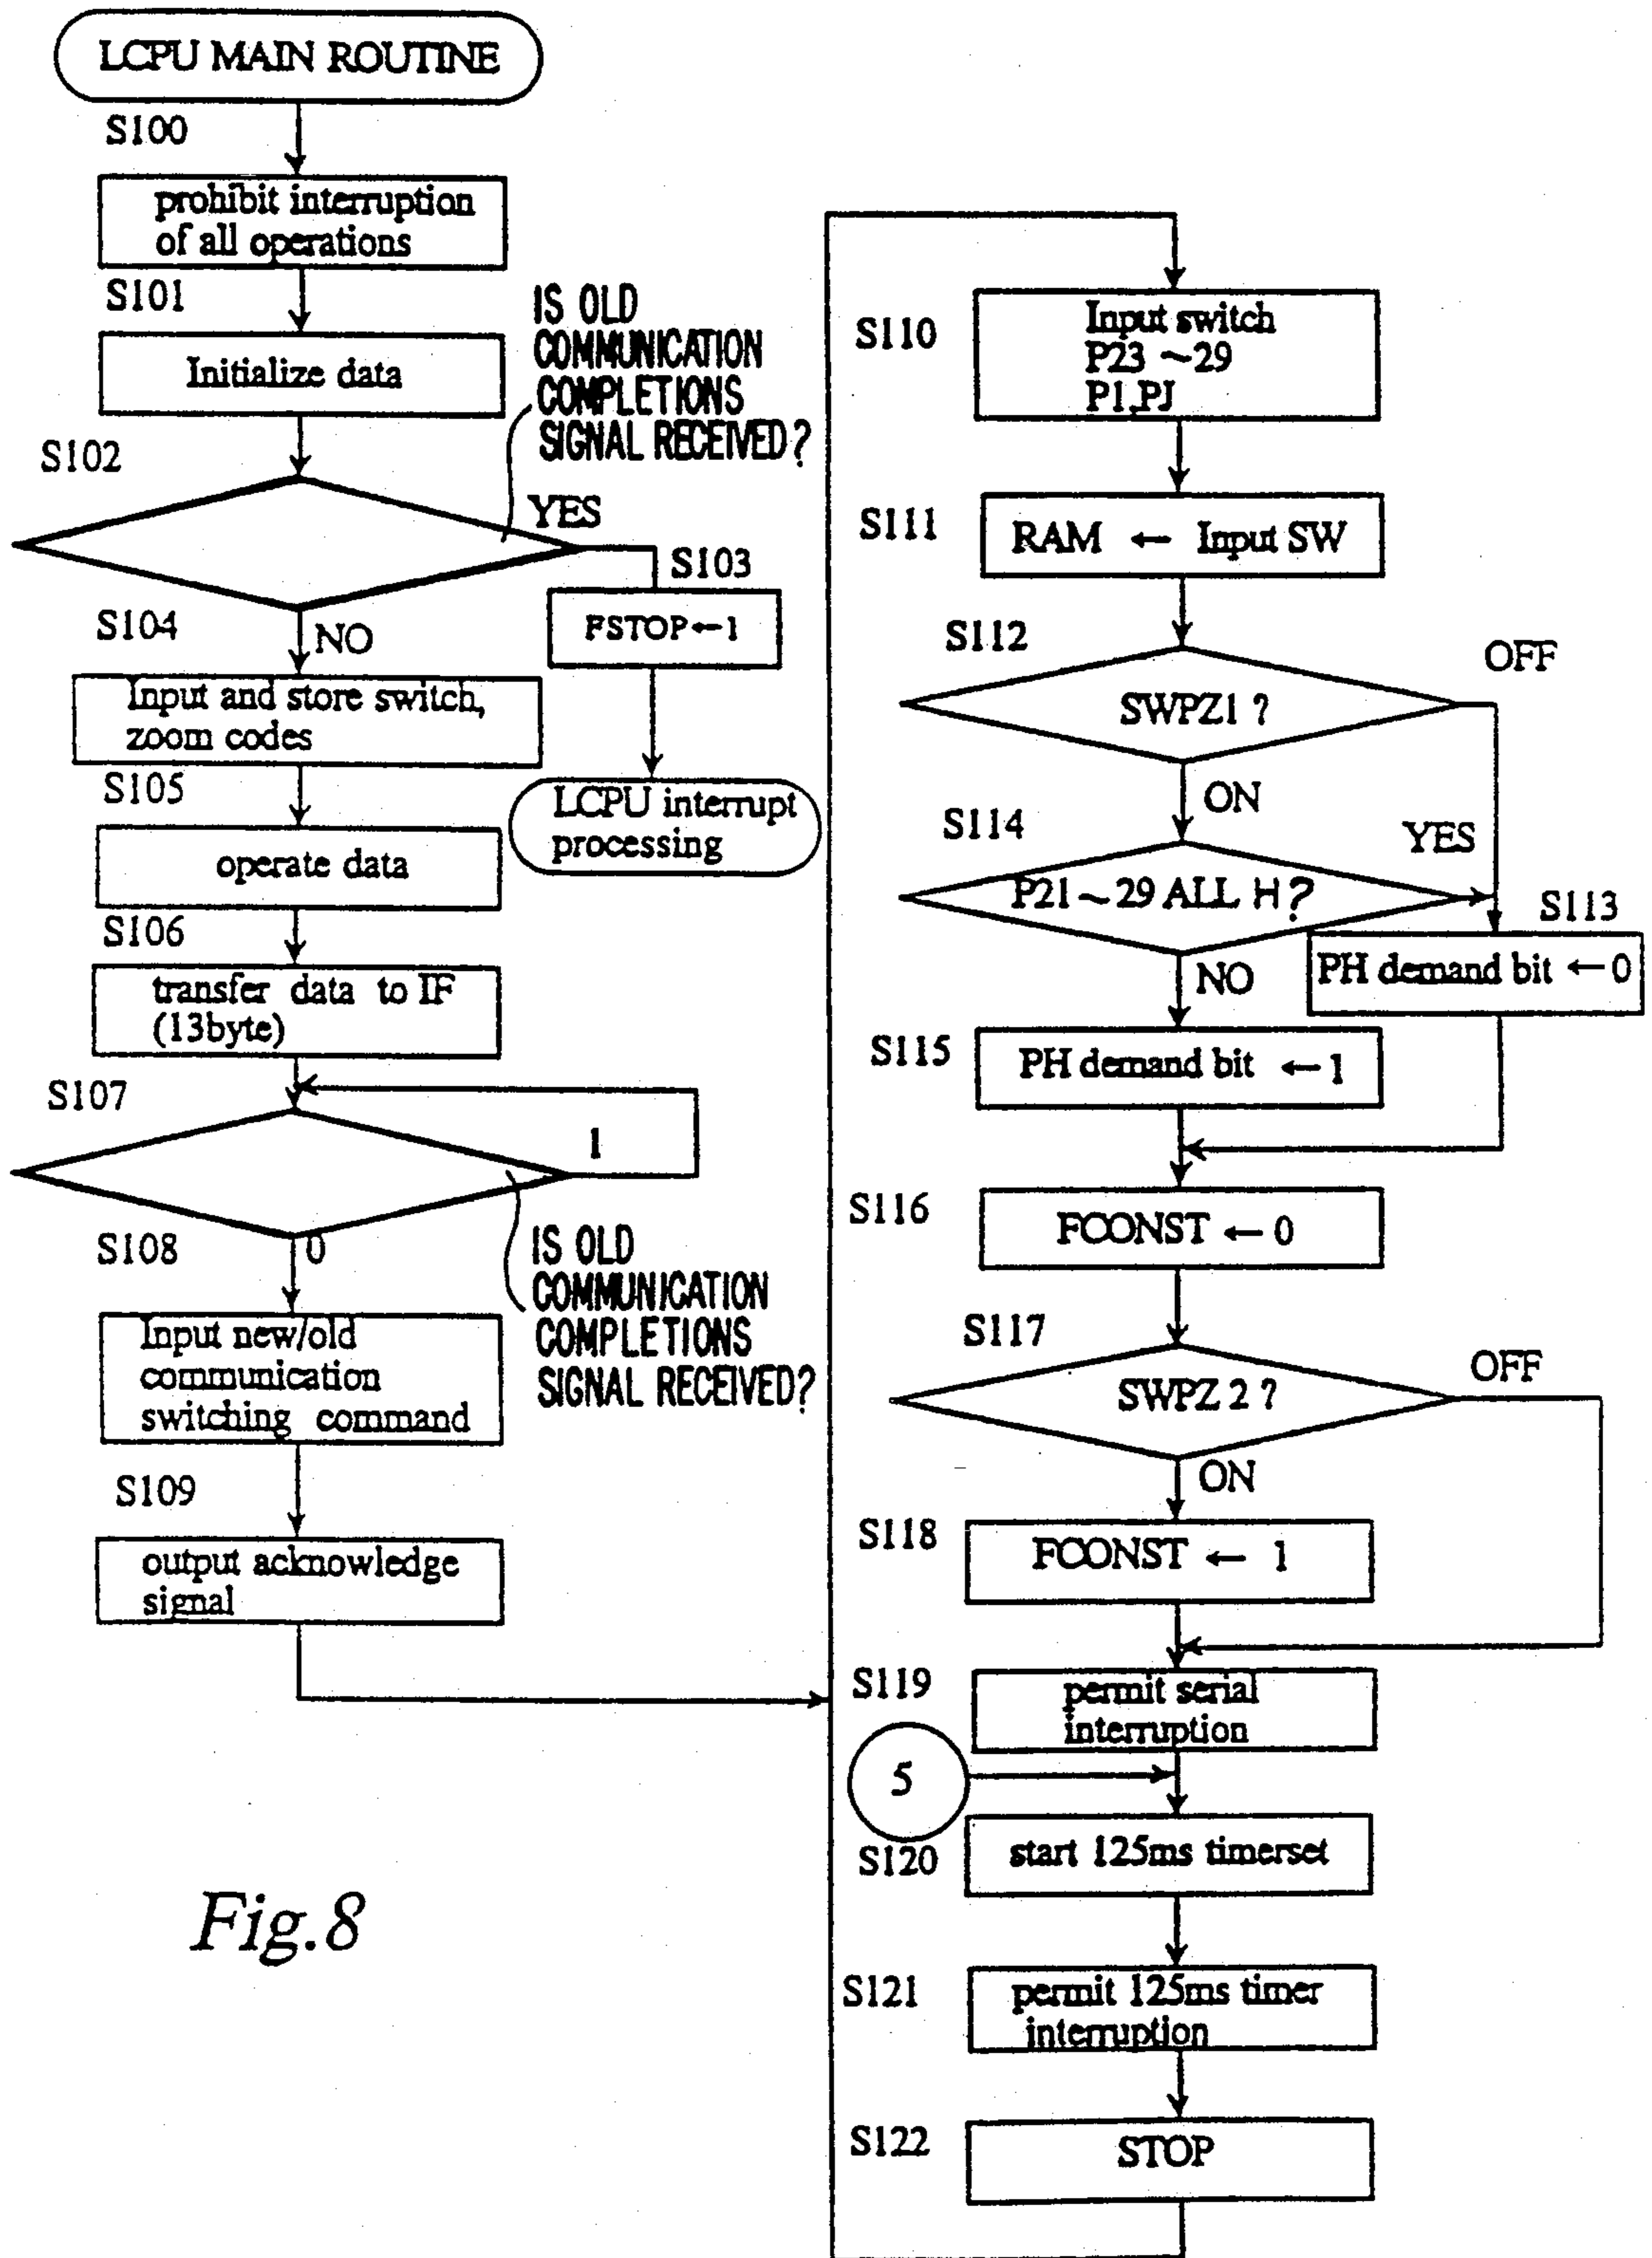 LCPU MAIN ROUTINE
S100
prohibit interruption
of all operations
S101
Initialize data
IS OLD
COMMUNICATION
COMPLETIONS
SIGNAL RECEIVED?
S102
YES
S103
FSTOP←1
LCPU interrupt
processing
S104
NO
Input and store switch,
zoom codes
S105
operate data
S106
transfer data to IF
(13byte)
S107
1
IS OLD
COMMUNICATION
COMPLETIONS
SIGNAL RECEIVED?
S108
0
Input new/old
communication
switching command
S109
output acknowledge
signal
S110
Input switch
P23 ~29
P1,PJ
S111
RAM ← Input SW
S112
SWPZ1 ?
OFF
ON
S114
P21~29 ALL H?
YES
S113
PH demand bit ←0
NO
S115
PH demand bit ←1
S116
FCONST ←0
S117
SWPZ 2 ?
OFF
ON
S118
FCONST ← 1
S119
permit serial
interruption
5
S120
start 125ms timerset
S121
permit 125ms timer
interruption
S122
STOP
Fig.8